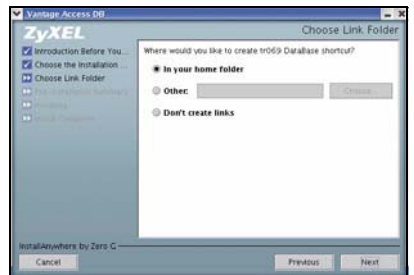 Vantage Access DB
ZyXEL
Choose Link Folder
Introduction Before You...
Choose the Installation ...
Choose Link Folder
Where would you like to create tr069 DataBase shortcut?
In your home folder
Other:
Choose...
Don't create links
InstallAnywhere by Zero G
Cancel
Previous
Next